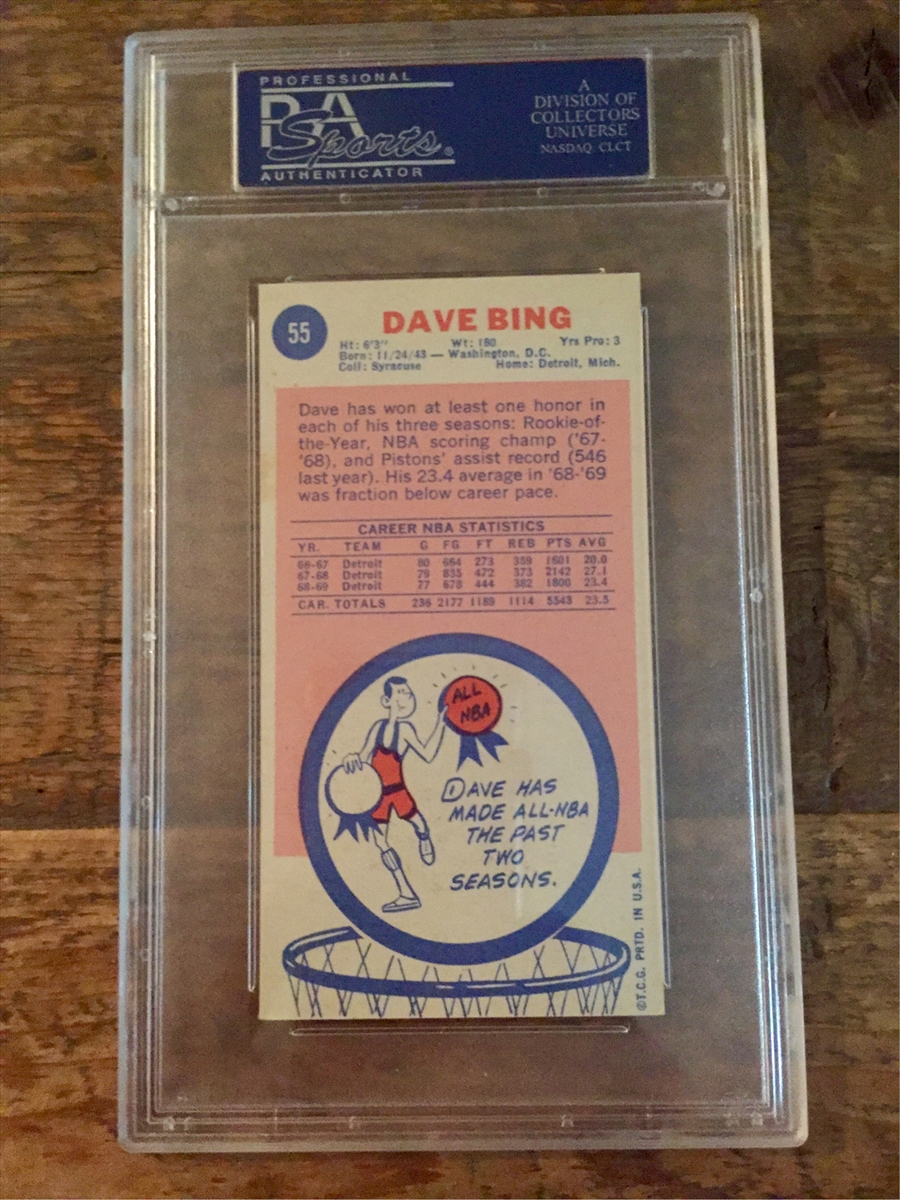 PROFESSIONAL
PSA
Sports®
AUTHENTICATOR
A
DIVISION OF
COLLECTORS
UNIVERSE
NASDAQ: CLCT
55
DAVE BING
Ht: 6'3" Wt: 180 Yrs Pro: 3
Born: 11/24/43 — Washington, D.C.
Coll: Syracuse Home: Detroit, Mich.
Dave has won at least one honor in
each of his three seasons: Rookie-of-
the-Year, NBA scoring champ ('67-
'68), and Pistons' assist record (546
last year). His 23.4 average in '68-'69
was fraction below career pace.
CAREER NBA STATISTICS
YR. TEAM G FG FT REB PTS AVG
66-67 Detroit 80 664 273 359 1601 20.0
67-68 Detroit 79 835 472 373 2142 27.1
68-69 Detroit 77 678 444 382 1800 23.4
CAR. TOTALS 236 2177 1189 1114 5543 23.5
ALL
NBA
DAVE HAS
MADE ALL-NBA
THE PAST
TWO
SEASONS.
©T.C.G. PRTD. IN U.S.A.